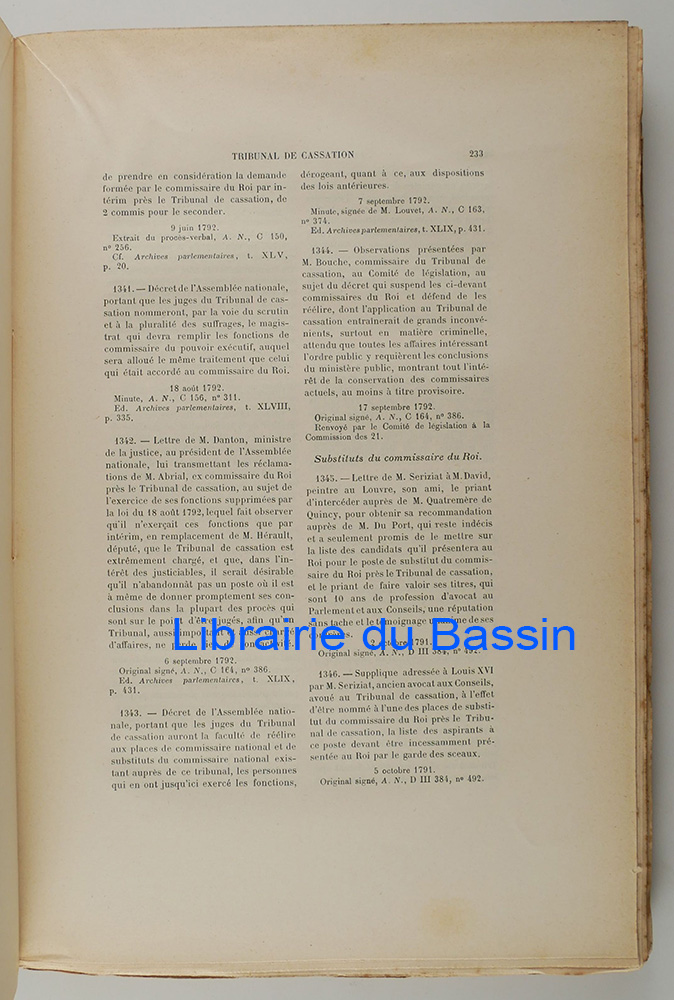 TRIBUNAL DE CASSATION 233
de prendre en considération la demande
formée par le commissaire du Roi par in-
térim près le Tribunal de cassation, de
2 commis pour le seconder.
9 juin 1792.
Extrait du procès-verbal, A. N., C 150,
nº 256.
Cf. Archives parlementaires, t. XLV,
p. 20.
1341. — Décret de l'Assemblée nationale,
portant que les juges du Tribunal de cas-
sation nommeront, par la voie du scrutin
et à la pluralité des suffrages, le magis-
trat qui devra remplir les fonctions de
commissaire du pouvoir exécutif, auquel
sera alloué le même traitement que celui
qui était accordé au commissaire du Roi.
18 août 1792.
Minute, A. N., C 156, nº 311.
Ed. Archives parlementaires, t. XLVIII,
p. 335.
1342. — Lettre de M. Danton, ministre
de la justice, au président de l'Assemblée
nationale, lui transmettant les réclama-
tions de M. Abrial, ex commissaire du Roi
près le Tribunal de cassation, au sujet de
l'exercice de ses fonctions supprimées par
la loi du 18 août 1792, lequel fait observer
qu'il n'exerçait ces fonctions que par
intérim, en remplacement de M. Hérault,
député, que le Tribunal de cassation est
extrêmement chargé, et que, dans l'in-
térêt des justiciables, il serait désirable
qu'il n'abandonnât pas un poste où il est
à même de donner promptement ses con-
clusions dans la plupart des procès qui
sont sur le point d'être jugés, afin qu'un
Tribunal, aussi important et aussi chargé
d'affaires, ne
6 septembre 1792.
Original signé, A. N., C 164, nº 386.
Ed. Archives parlementaires, t. XLIX,
p. 431.
1343. — Décret de l'Assemblée natio-
nale, portant que les juges du Tribunal
de cassation auront la faculté de réélire
aux places de commissaire national et de
substituts du commissaire national exis-
tant auprès de ce tribunal, les personnes
qui en ont jusqu'ici exercé les fonctions,
dérogeant, quant à ce, aux dispositions
des lois antérieures.
7 septembre 1792.
Minute, signée de M. Louvet, A. N., C 163,
nº 374.
Ed. Archives parlementaires, t. XLIX, p. 431.
1344. — Observations présentées par
M. Bouche, commissaire du Tribunal de
cassation, au Comité de législation, au
sujet du décret qui suspend les ci-devant
commissaires du Roi et défend de les
réélire, dont l'application au Tribunal de
cassation entraînerait de grands inconvé-
nients, surtout en matière criminelle,
attendu que toutes les affaires intéressant
l'ordre public y requièrent les conclusions
du ministère public, montrant tout l'inté-
rêt de la conservation des commissaires
actuels, au moins à titre provisoire.
17 septembre 1792.
Original signé, A. N., C 164, nº 386.
Renvoyé par le Comité de législation à la
Commission des 21.
Substituts du commissaire du Roi.
1345. — Lettre de M. Seriziat à M. David,
peintre au Louvre, son ami, le priant
d'intercéder auprès de M. Quatremère de
Quincy, pour obtenir sa recommandation
auprès de M. Du Port, qui reste indécis
et a seulement promis de le mettre sur
la liste des candidats qu'il présentera au
Roi pour le poste de substitut du commis-
saire du Roi près le Tribunal de cassation,
et le priant de faire valoir ses titres, qui
sont 10 ans de profession d'avocat au
Parlement et aux Conseils, une réputation
sans tache et le témoignage unanime de ses
octobre 1791.
Original signé, A. N., D III 384, nº 492.
1346. — Supplique adressée à Louis XVI
par M. Seriziat, ancien avocat aux Conseils,
avoué au Tribunal de cassation, à l'effet
d'être nommé à l'une des places de substi-
tut du commissaire du Roi près le Tribu-
nal de cassation, la liste des aspirants à
ce poste devant être incessamment pré-
sentée au Roi par le garde des sceaux.
5 octobre 1791.
Original signé, A. N., D III 384, nº 492.
Librairie du Bassin